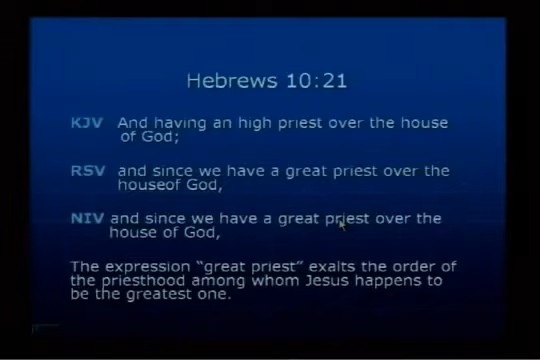 Hebrews 10:21
KJV And having an high priest over the house
of God;
RSV and since we have a great priest over the
houseof God,
NIV and since we have a great priest over the
house of God,
The expression “great priest” exalts the order of
the priesthood among whom Jesus happens to
be the greatest one.